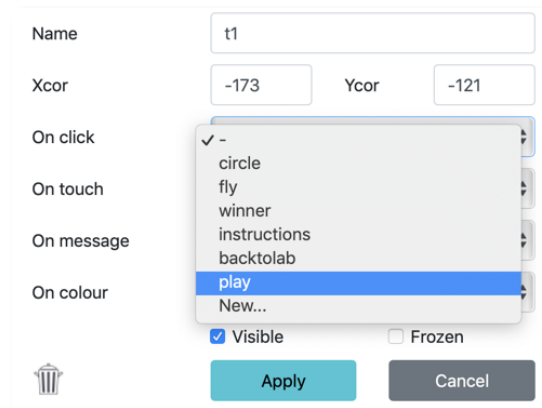 Name t1
Xcor -173 Ycor -121
On click
✓ -
circle
On touch fly
winner
On message instructions
backtolab
On colour play
New...
Visible Frozen
Apply Cancel